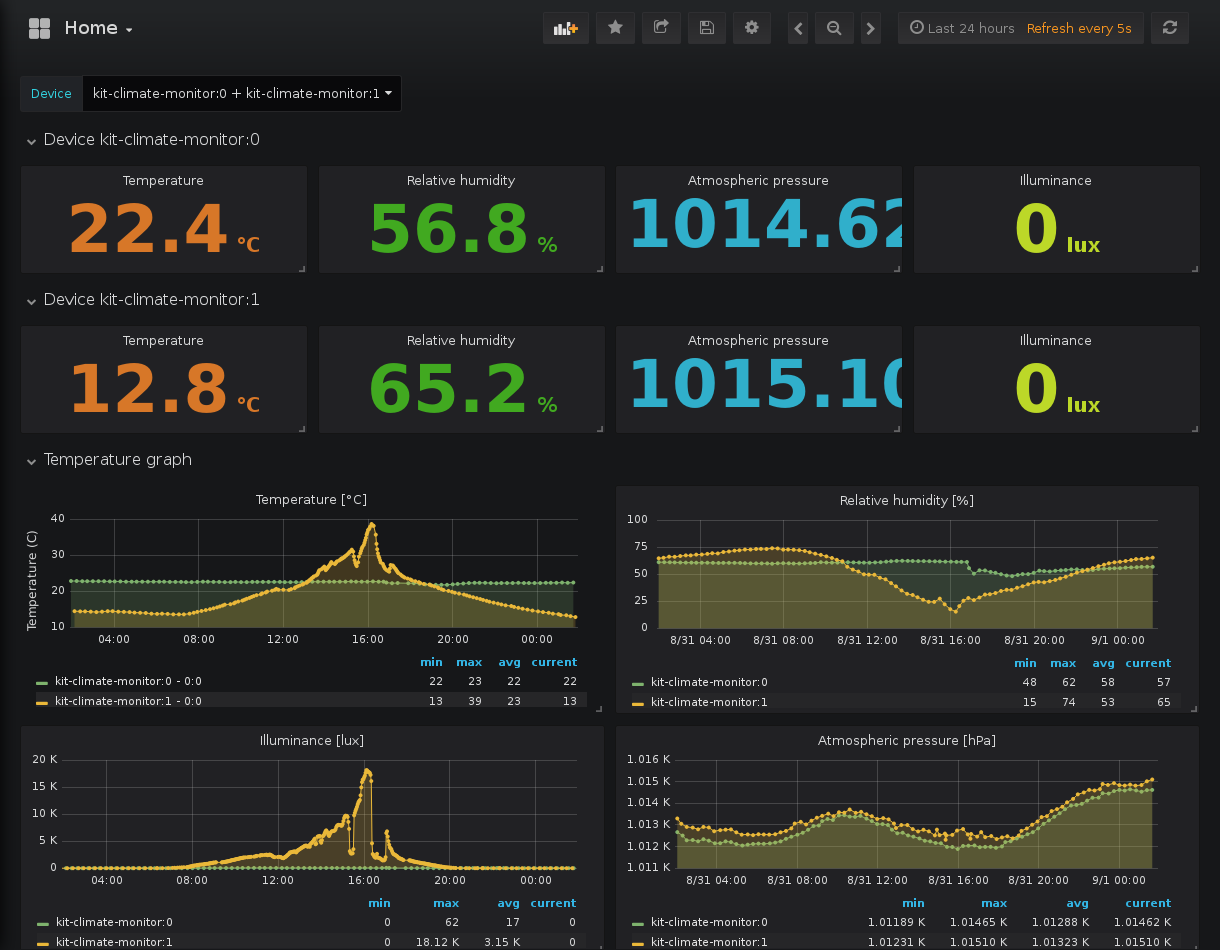 Home
Last 24 hours Refresh every 5s
Device kit-climate-monitor:0 + kit-climate-monitor:1
Device kit-climate-monitor:0
Temperature Relative humidity Atmospheric pressure Illuminance
22.4 °C 56.8 % 1014.62 0 lux
Device kit-climate-monitor:1
Temperature Relative humidity Atmospheric pressure Illuminance
12.8 °C 65.2 % 1015.10 0 lux
Temperature graph
Temperature [°C]
Temperature (C)
40
30
20
10
04:00 08:00 12:00 16:00 20:00 00:00
min max avg current
kit-climate-monitor:0 - 0:0 22 23 22 22
kit-climate-monitor:1 - 0:0 13 39 23 13
Relative humidity [%]
100
75
50
25
0
8/31 04:00 8/31 08:00 8/31 12:00 8/31 16:00 8/31 20:00 9/1 00:00
min max avg current
kit-climate-monitor:0 48 62 58 57
kit-climate-monitor:1 15 74 53 65
Illuminance [lux]
20 K
15 K
10 K
5 K
0
04:00 08:00 12:00 16:00 20:00 00:00
min max avg current
kit-climate-monitor:0 0 62 17 0
kit-climate-monitor:1 0 18.12 K 3.15 K 0
Atmospheric pressure [hPa]
1.016 K
1.015 K
1.014 K
1.013 K
1.012 K
1.011 K
8/31 04:00 8/31 08:00 8/31 12:00 8/31 16:00 8/31 20:00 9/1 00:00
min max avg current
kit-climate-monitor:0 1.01189 K 1.01465 K 1.01288 K 1.01462 K
kit-climate-monitor:1 1.01231 K 1.01510 K 1.01323 K 1.01510 K